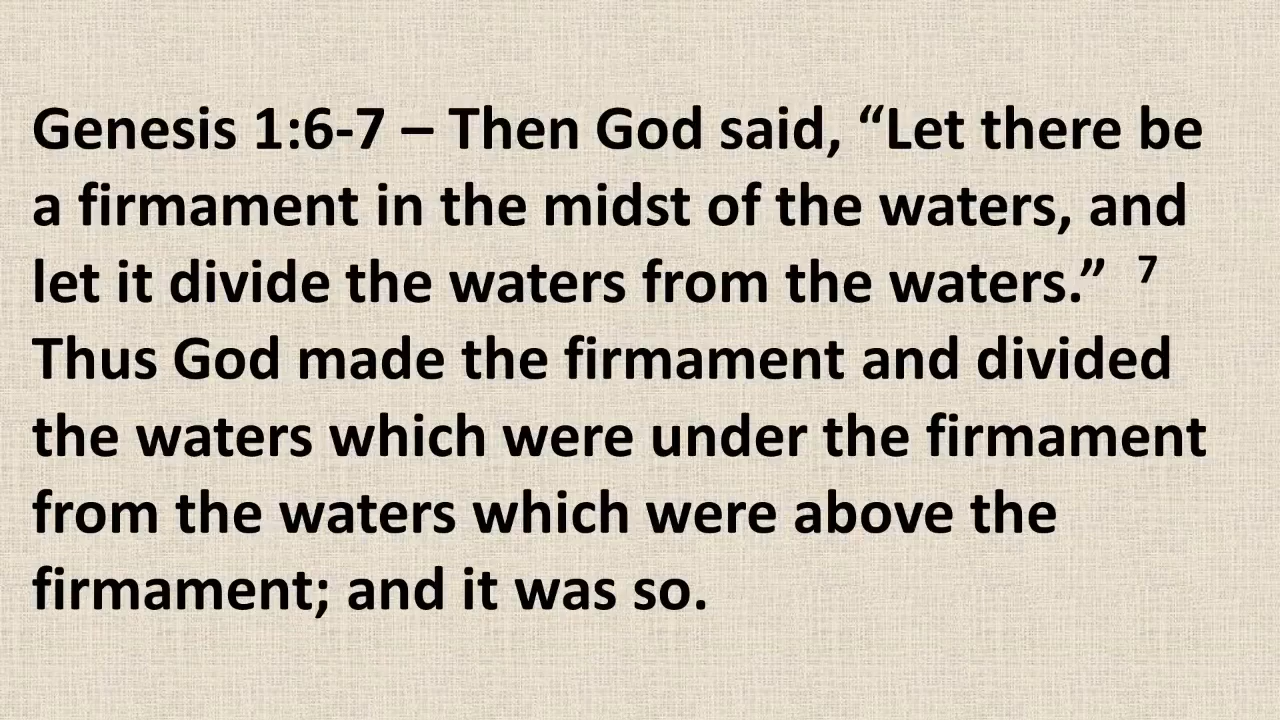 Genesis 1:6-7 – Then God said, “Let there be
a firmament in the midst of the waters, and
let it divide the waters from the waters.” ⁷
Thus God made the firmament and divided
the waters which were under the firmament
from the waters which were above the
firmament; and it was so.